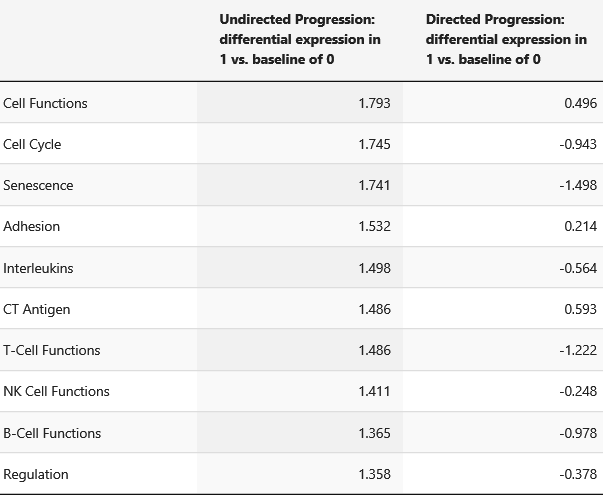 Undirected Progression: Directed Progression:
differential expression in differential expression in
1 vs. baseline of 0 1 vs. baseline of 0
Cell Functions 1.793 0.496
Cell Cycle 1.745 -0.943
Senescence 1.741 -1.498
Adhesion 1.532 0.214
Interleukins 1.498 -0.564
CT Antigen 1.486 0.593
T-Cell Functions 1.486 -1.222
NK Cell Functions 1.411 -0.248
B-Cell Functions 1.365 -0.978
Regulation 1.358 -0.378